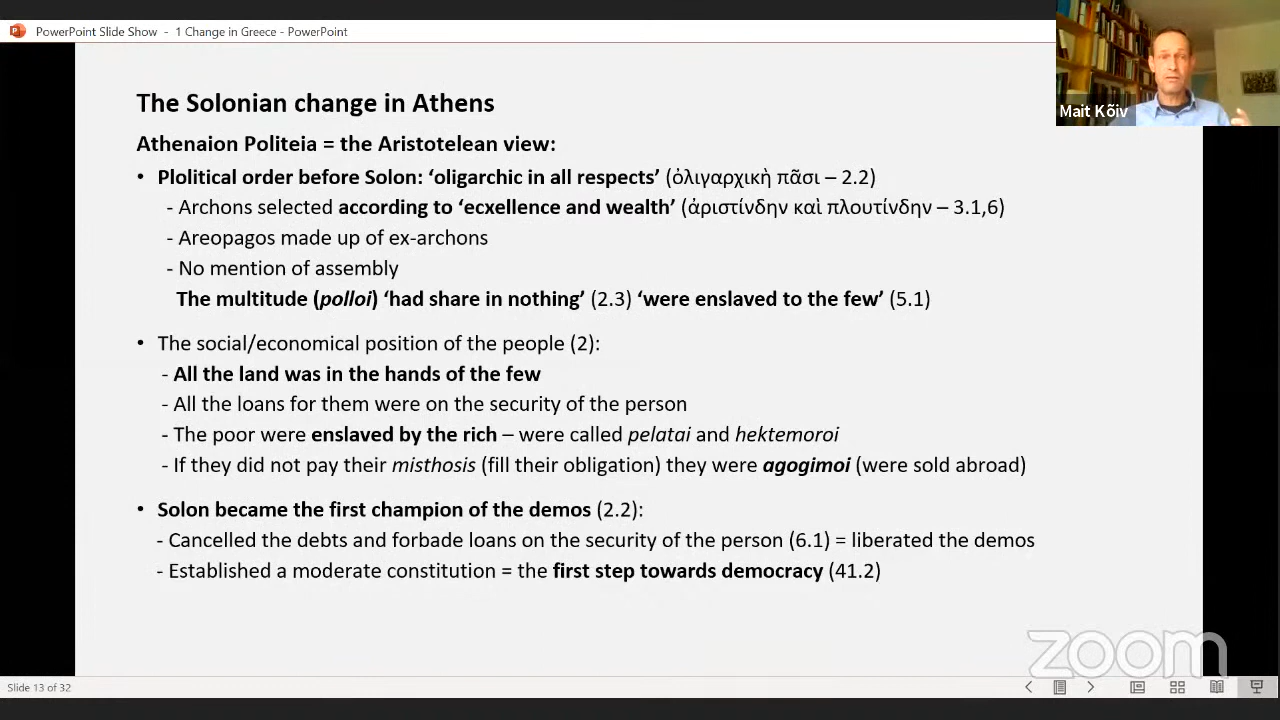 PowerPoint Slide Show - 1 Change in Greece - PowerPoint
Mait Kõiv
The Solonian change in Athens
Athenaion Politeia = the Aristotelean view:
• Plolitical order before Solon: ‘oligarchic in all respects’ (ὀλιγαρχικὴ πᾶσι – 2.2)
- Archons selected according to ‘ecxellence and wealth’ (ἀριστίνδην καὶ πλουτίνδην – 3.1,6)
- Areopagos made up of ex-archons
- No mention of assembly
The multitude (polloi) ‘had share in nothing’ (2.3) ‘were enslaved to the few’ (5.1)
• The social/economical position of the people (2):
- All the land was in the hands of the few
- All the loans for them were on the security of the person
- The poor were enslaved by the rich – were called pelatai and hektemoroi
- If they did not pay their misthosis (fill their obligation) they were agogimoi (were sold abroad)
• Solon became the first champion of the demos (2.2):
- Cancelled the debts and forbade loans on the security of the person (6.1) = liberated the demos
- Established a moderate constitution = the first step towards democracy (41.2)
zoom
Slide 13 of 32